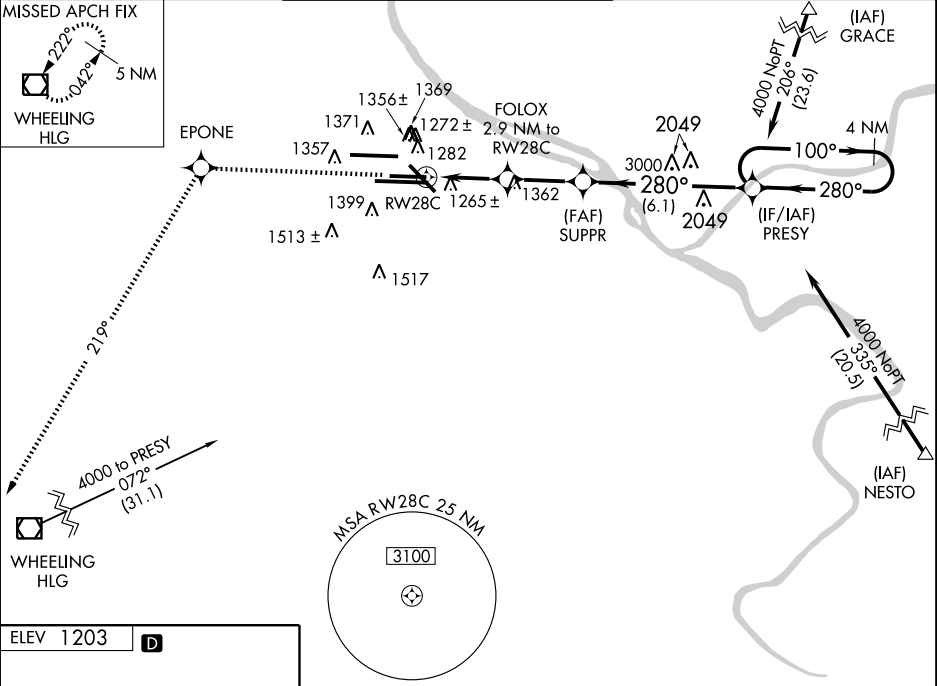 MISSED APCH FIX
222°
042°
5 NM
WHEELING
HLG
(IAF)
GRACE
4000 NoPT
206°
(23.6)
EPONE
1356 ±
1369
1371
1272 ±
1357
1282
FOLOX
2.9 NM to
RW28C
2049
3000
4 NM
100°
280°
280°
(6.1)
2049
(IF/IAF)
PRESY
RW28C
1265 ±
1362
(FAF)
SUPPR
1399
1513 ±
1517
219°
4000 NoPT
335°
(20.5)
(IAF)
NESTO
4000 to PRESY
072°
(31.1)
WHEELING
HLG
MSA RW28C 25 NM
3100
ELEV 1203
D